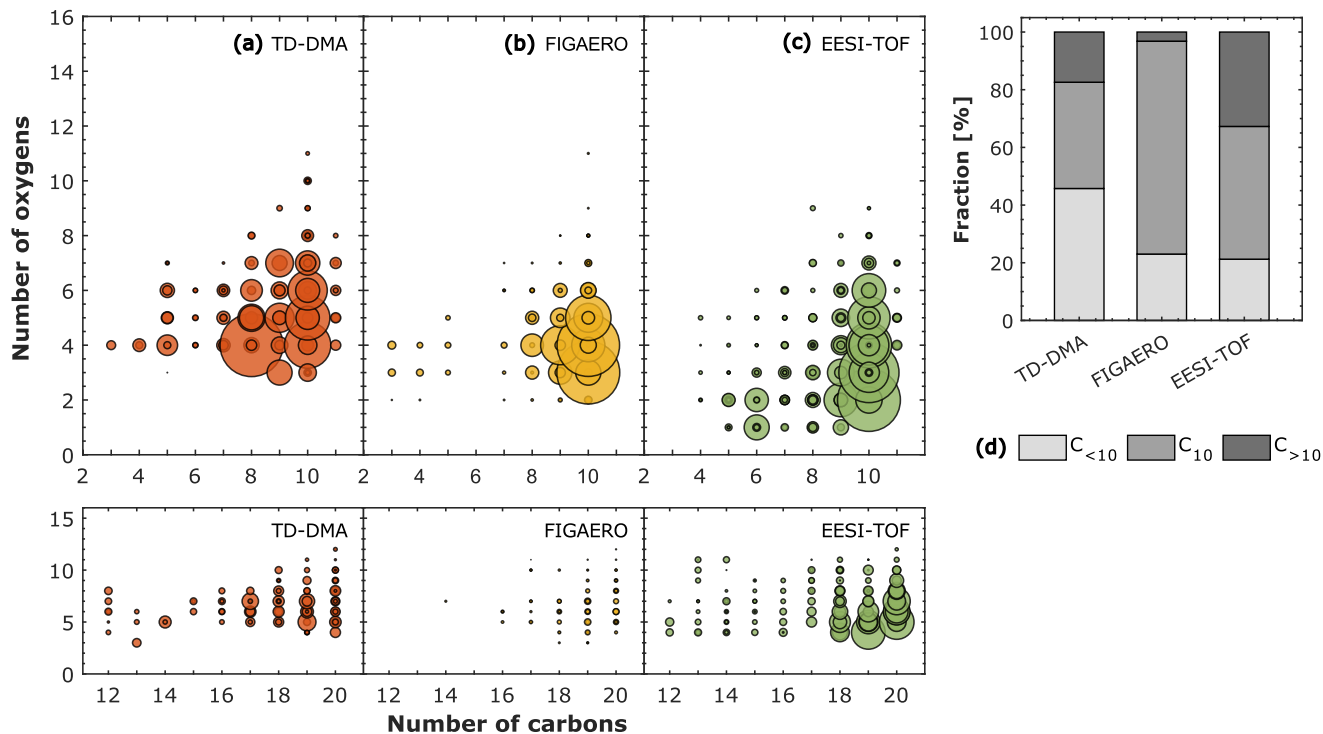 (a) TD-DMA
(b) FIGAERO
(c) EESI-TOF
Number of oxygens
16
14
12
10
8
6
4
2
0
2 4 6 8 10
2 4 6 8 10
2 4 6 8 10
TD-DMA
FIGAERO
EESI-TOF
15
10
5
0
12 14 16 18 20
12 14 16 18 20
12 14 16 18 20
Number of carbons
Fraction [%]
100
80
60
40
20
0
TD-DMA
FIGAERO
EESI-TOF
(d) C<10 C10 C>10